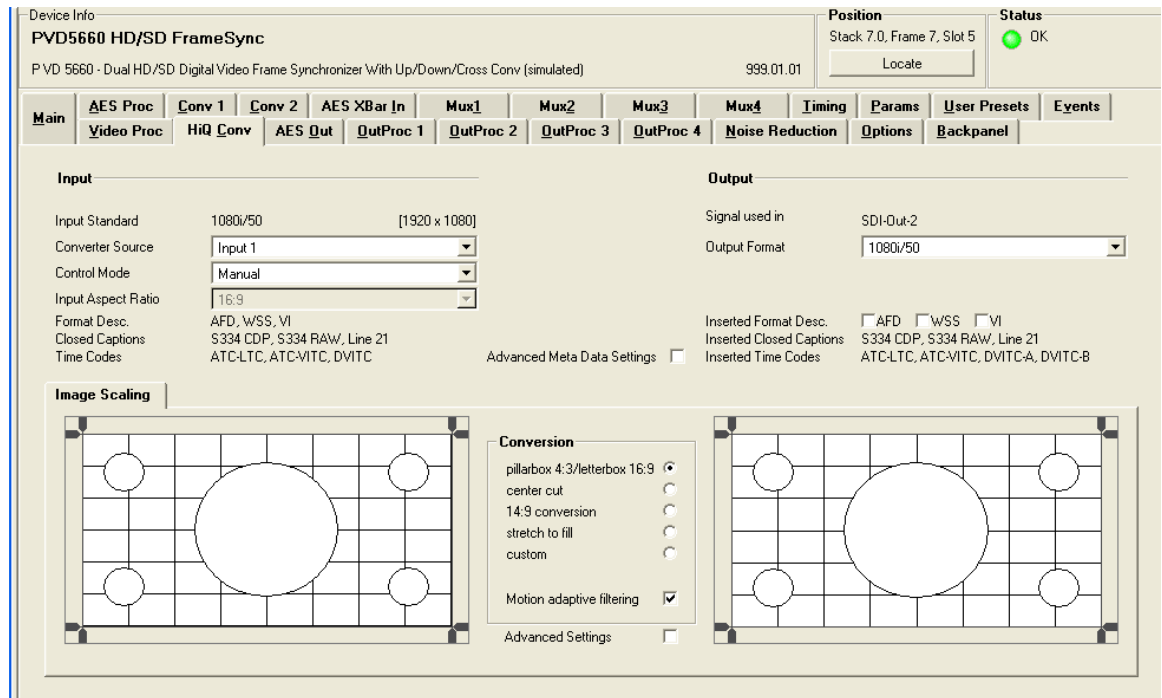 Device Info
Position
Status
PVD5660 HD/SD FrameSync
Stack 7.0, Frame 7, Slot 5
OK
P VD 5660 - Dual HD/SD Digital Video Frame Synchronizer With Up/Down/Cross Conv (simulated)
999.01.01
Locate
Main
AES Proc
Conv 1
Conv 2
AES XBar In
Mux1
Mux2
Mux3
Mux4
Timing
Params
User Presets
Events
Video Proc
HiQ Conv
AES Out
OutProc 1
OutProc 2
OutProc 3
OutProc 4
Noise Reduction
Options
Backpanel
Input
Input Standard 1080i/50 [1920 x 1080]
Converter Source Input 1
Control Mode Manual
Input Aspect Ratio 16:9
Format Desc. AFD, WSS, VI
Closed Captions S334 CDP, S334 RAW, Line 21
Time Codes ATC-LTC, ATC-VITC, DVITC
Advanced Meta Data Settings
Output
Signal used in SDI-Out-2
Output Format 1080i/50
Inserted Format Desc. AFD WSS VI
Inserted Closed Captions S334 CDP, S334 RAW, Line 21
Inserted Time Codes ATC-LTC, ATC-VITC, DVITC-A, DVITC-B
Image Scaling
Conversion
pillarbox 4:3/letterbox 16:9
center cut
14:9 conversion
stretch to fill
custom
Motion adaptive filtering
Advanced Settings